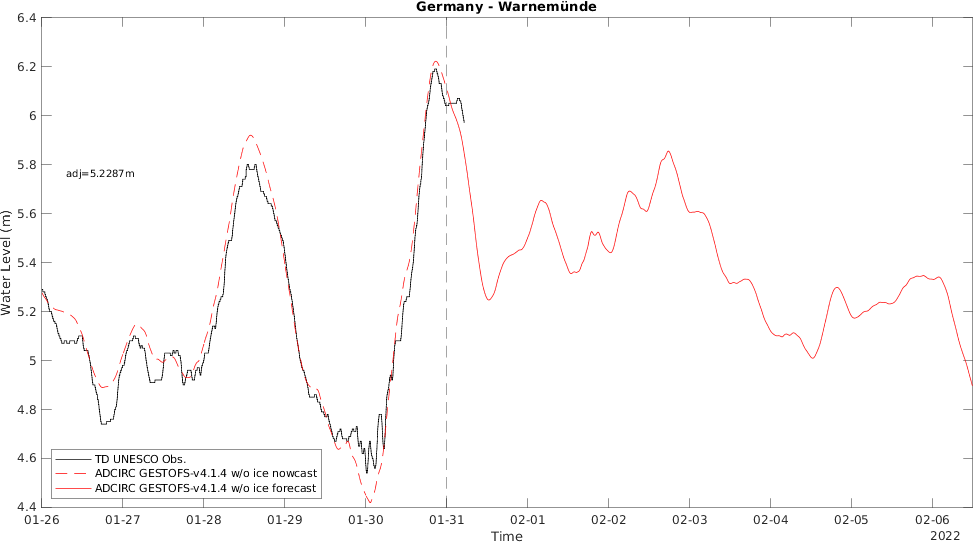 Germany - Warnemünde
6.4
6.2
6
5.8
5.6
5.4
5.2
5
4.8
4.6
4.4
Water Level (m)
adj=5.2287m
TD UNESCO Obs.
ADCIRC GESTOFS-v4.1.4 w/o ice nowcast
ADCIRC GESTOFS-v4.1.4 w/o ice forecast
01-26 01-27 01-28 01-29 01-30 01-31 02-01 02-02 02-03 02-04 02-05 02-06
Time
2022